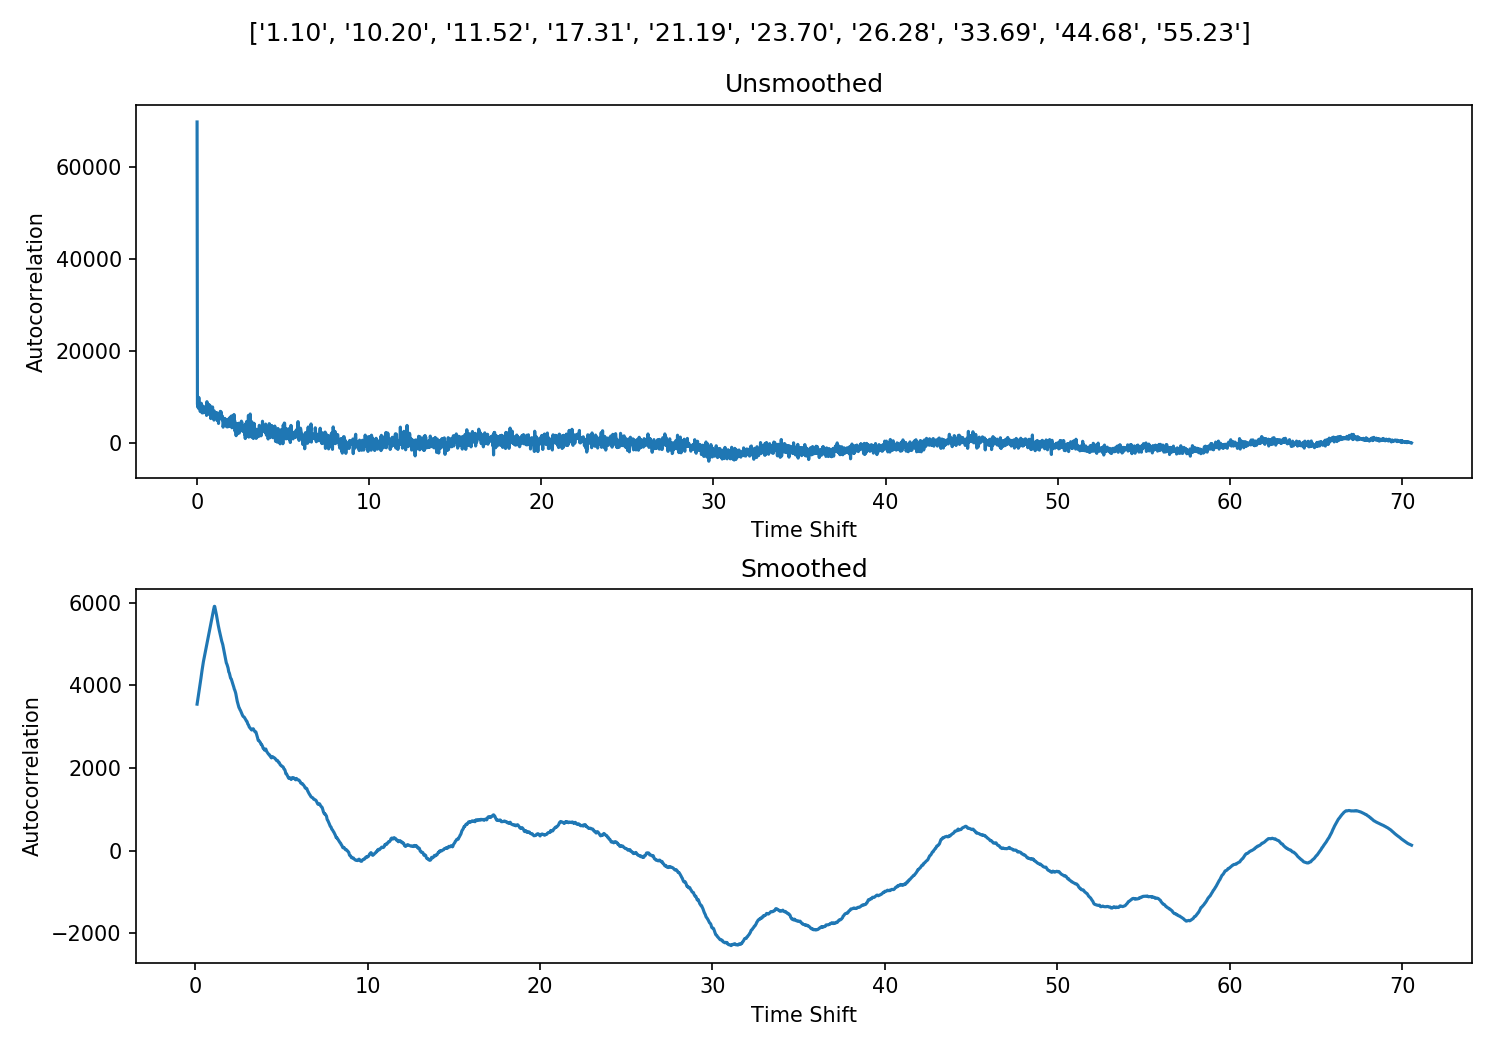 ['1.10', '10.20', '11.52', '17.31', '21.19', '23.70', '26.28', '33.69', '44.68', '55.23']
Unsmoothed
Autocorrelation
60000
40000
20000
0
0 10 20 30 40 50 60 70
Time Shift
Smoothed
Autocorrelation
6000
4000
2000
0
−2000
0 10 20 30 40 50 60 70
Time Shift